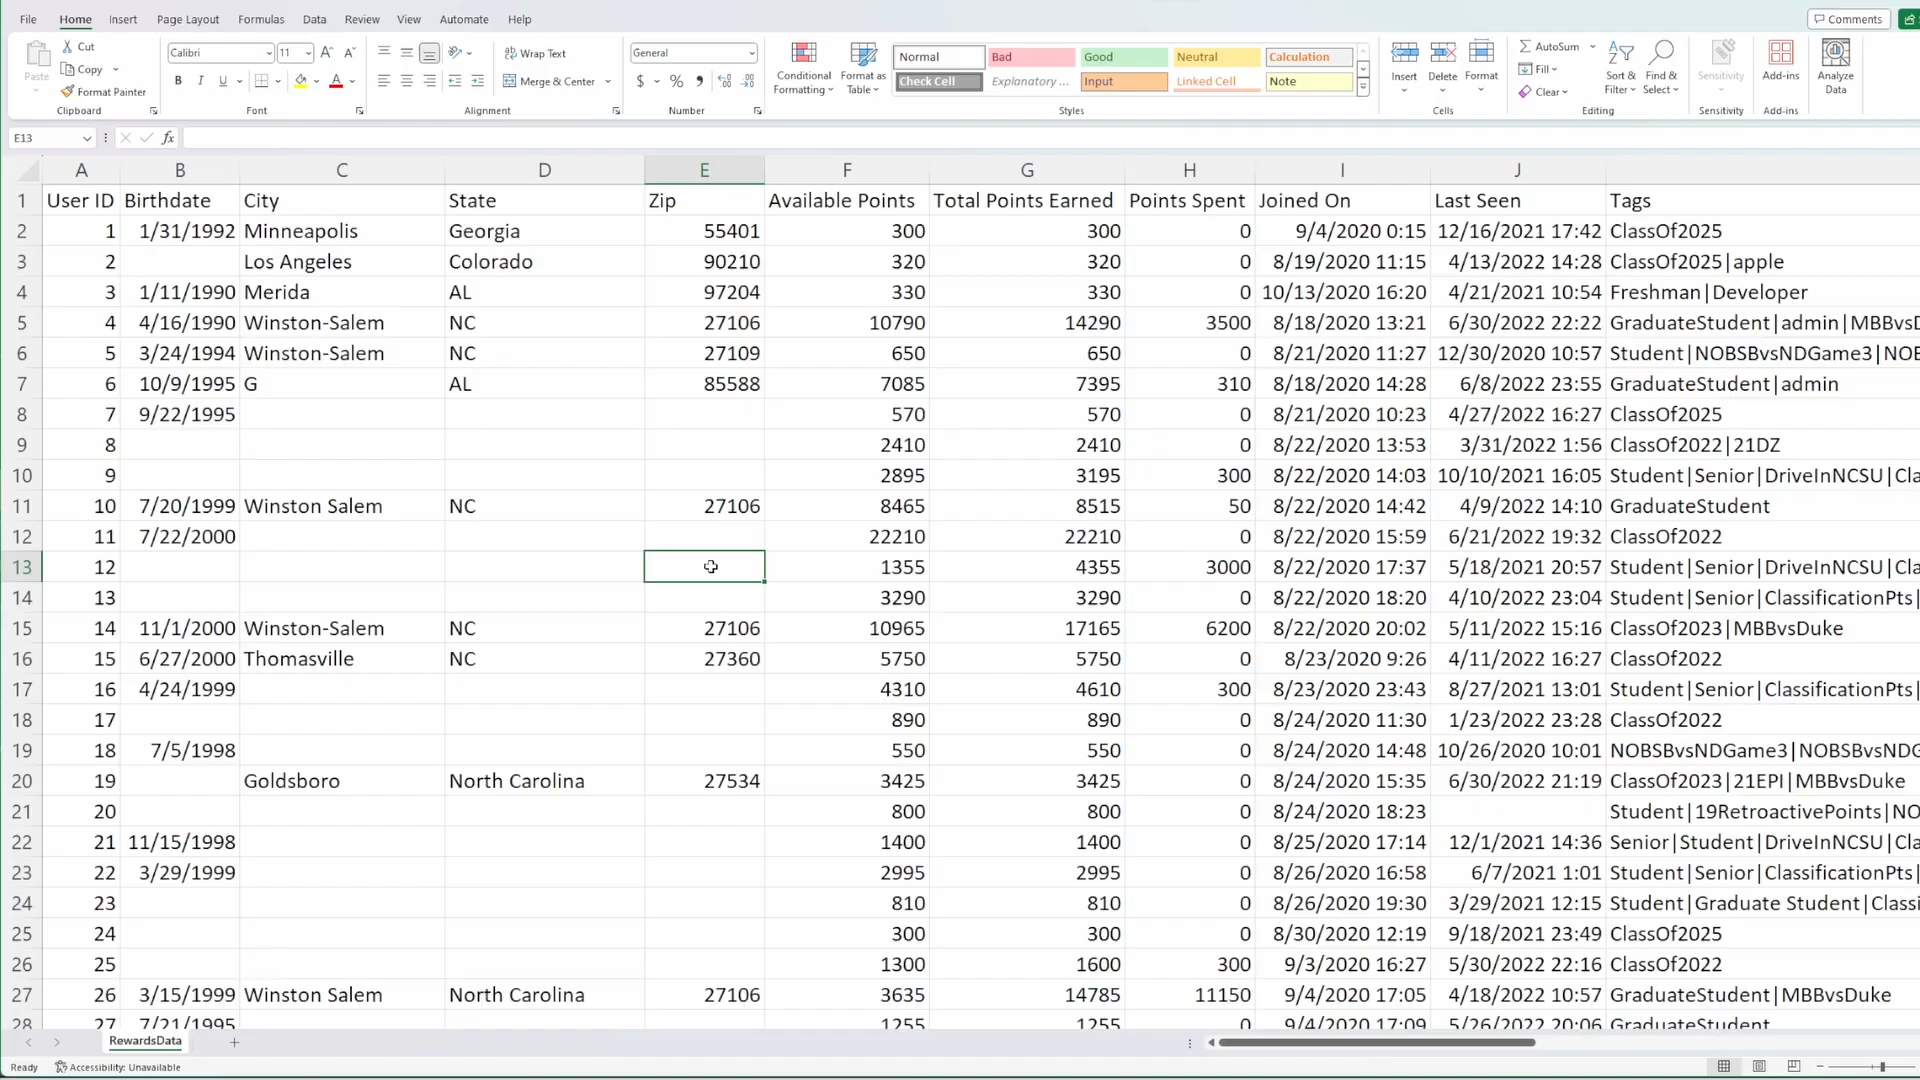 File Home Insert Page Layout Formulas Data Review View Automate Help Comments
Paste Cut Copy Format Painter Clipboard
Calibri 11 A A B I U A Font
Wrap Text Merge & Center Alignment
General $ % Number
Conditional Formatting Format as Table
Normal Bad Good Neutral Calculation
Check Cell Explanatory ... Input Linked Cell Note
Styles
Insert Delete Format Cells
AutoSum Fill Clear Sort & Filter Find & Select Editing
Sensitivity Sensitivity
Add-ins Add-ins
Analyze Data
E13 fx
A B C D E F G H I J
1 User ID Birthdate City State Zip Available Points Total Points Earned Points Spent Joined On Last Seen Tags
2 1 1/31/1992 Minneapolis Georgia 55401 300 300 0 9/4/2020 0:15 12/16/2021 17:42 ClassOf2025
3 2 Los Angeles Colorado 90210 320 320 0 8/19/2020 11:15 4/13/2022 14:28 ClassOf2025|apple
4 3 1/11/1990 Merida AL 97204 330 330 0 10/13/2020 16:20 4/21/2021 10:54 Freshman|Developer
5 4 4/16/1990 Winston-Salem NC 27106 10790 14290 3500 8/18/2020 13:21 6/30/2022 22:22 GraduateStudent|admin|MBBvsD
6 5 3/24/1994 Winston-Salem NC 27109 650 650 0 8/21/2020 11:27 12/30/2020 10:57 Student|NOBSBvsNDGame3|NOB
7 6 10/9/1995 G AL 85588 7085 7395 310 8/18/2020 14:28 6/8/2022 23:55 GraduateStudent|admin
8 7 9/22/1995 570 570 0 8/21/2020 10:23 4/27/2022 16:27 ClassOf2025
9 8 2410 2410 0 8/22/2020 13:53 3/31/2022 1:56 ClassOf2022|21DZ
10 9 2895 3195 300 8/22/2020 14:03 10/10/2021 16:05 Student|Senior|DriveInNCSU|Cla
11 10 7/20/1999 Winston Salem NC 27106 8465 8515 50 8/22/2020 14:42 4/9/2022 14:10 GraduateStudent
12 11 7/22/2000 22210 22210 0 8/22/2020 15:59 6/21/2022 19:32 ClassOf2022
13 12 1355 4355 3000 8/22/2020 17:37 5/18/2021 20:57 Student|Senior|DriveInNCSU|Cla
14 13 3290 3290 0 8/22/2020 18:20 4/10/2022 23:04 Student|Senior|ClassificationPts|
15 14 11/1/2000 Winston-Salem NC 27106 10965 17165 6200 8/22/2020 20:02 5/11/2022 15:16 ClassOf2023|MBBvsDuke
16 15 6/27/2000 Thomasville NC 27360 5750 5750 0 8/23/2020 9:26 4/11/2022 16:27 ClassOf2022
17 16 4/24/1999 4310 4610 300 8/23/2020 23:43 8/27/2021 13:01 Student|Senior|ClassificationPts|
18 17 890 890 0 8/24/2020 11:30 1/23/2022 23:28 ClassOf2022
19 18 7/5/1998 550 550 0 8/24/2020 14:48 10/26/2020 10:01 NOBSBvsNDGame3|NOBSBvsNDG
20 19 Goldsboro North Carolina 27534 3425 3425 0 8/24/2020 15:35 6/30/2022 21:19 ClassOf2023|21EPI|MBBvsDuke
21 20 800 800 0 8/24/2020 18:23 Student|19RetroactivePoints|NO
22 21 11/15/1998 1400 1400 0 8/25/2020 17:14 12/1/2021 14:36 Senior|Student|DriveInNCSU|Cla
23 22 3/29/1999 2995 2995 0 8/26/2020 16:58 6/7/2021 1:01 Student|Senior|ClassificationPts|
24 23 810 810 0 8/26/2020 19:30 3/29/2021 12:15 Student|Graduate Student|Classi
25 24 300 300 0 8/30/2020 12:19 9/18/2021 23:49 ClassOf2025
26 25 1300 1600 300 9/3/2020 16:27 5/30/2022 22:16 ClassOf2022
27 26 3/15/1999 Winston Salem North Carolina 27106 3635 14785 11150 9/4/2020 17:05 4/18/2022 10:57 GraduateStudent|MBBvsDuke
28 27 7/21/1995 1255 1255 0 9/4/2020 17:09 5/26/2022 20:06 GraduateStudent
RewardsData
Ready Accessibility: Unavailable